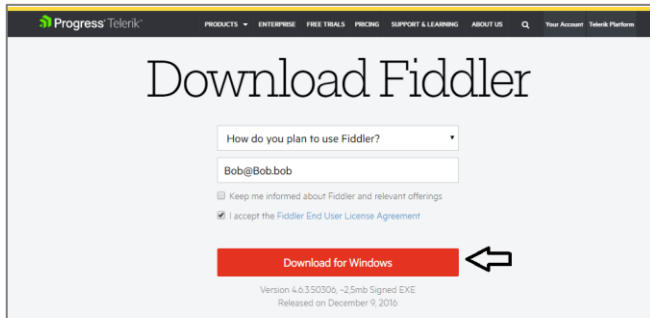 Progress Telerik PRODUCTS ENTERPRISE FREE TRIALS PRICING SUPPORT & LEARNING ABOUT US Your Account Telerik Platform
Download Fiddler
How do you plan to use Fiddler?
Bob@Bob.bob
Keep me informed about Fiddler and relevant offerings
I accept the Fiddler End User License Agreement
Download for Windows
Version 4.6.3.50306, ~2,5mb Signed EXE
Released on December 9, 2016